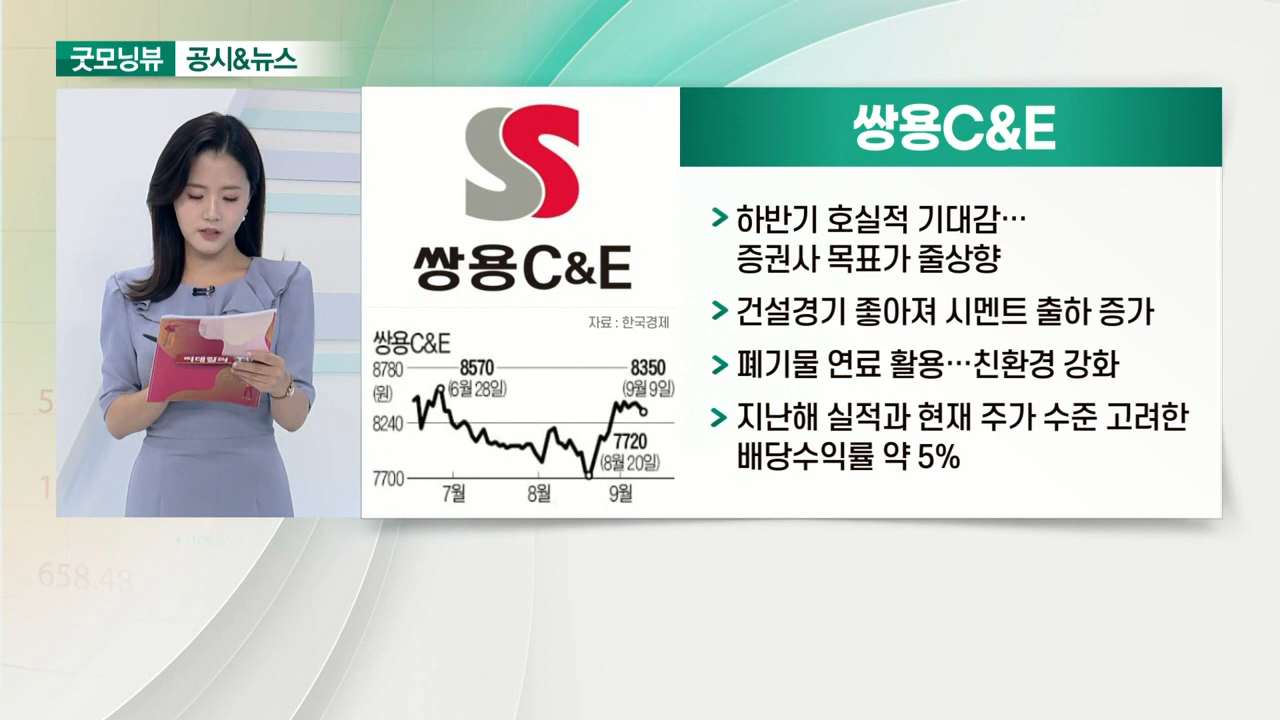 굿모닝뷰 공시&뉴스
쌍용C&E
자료 : 한국경제
쌍용C&E
8780
(원)
8570
(6월 28일)
8350
(9월 9일)
8240
7720
(8월 20일)
7700
7월 8월 9월
쌍용C&E
하반기 호실적 기대감…
증권사 목표가 줄상향
건설경기 좋아져 시멘트 출하 증가
폐기물 연료 활용…친환경 강화
지난해 실적과 현재 주가 수준 고려한
배당수익률 약 5%
658.48